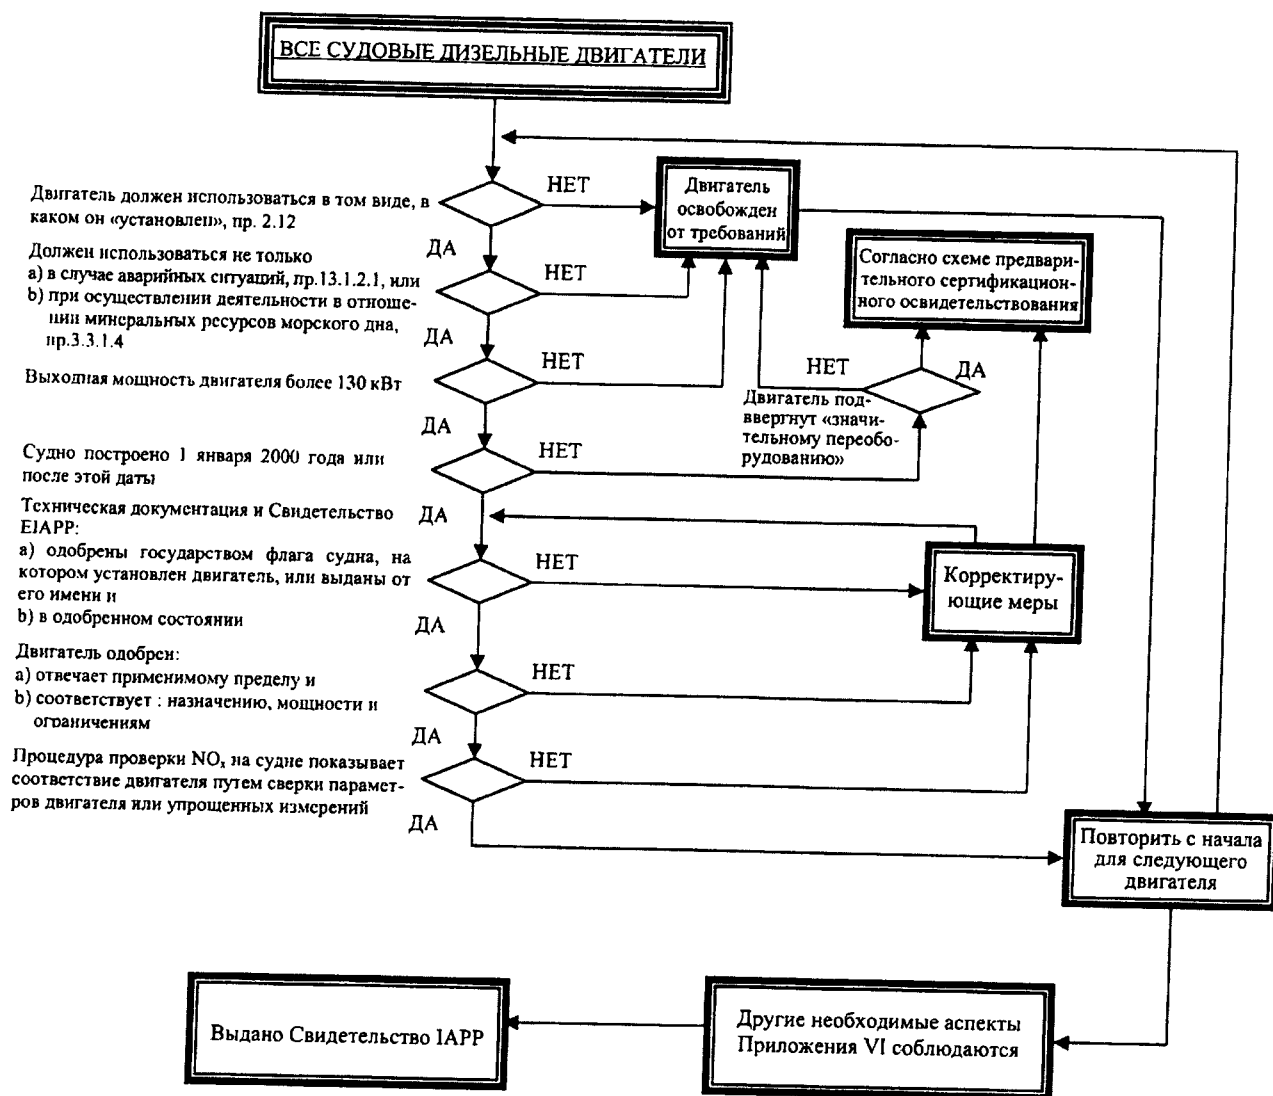 ВСЕ СУДОВЫЕ ДИЗЕЛЬНЫЕ ДВИГАТЕЛИ
Двигатель должен использоваться в том виде, в
каком он «установлен», пр. 2.12
НЕТ
Двигатель
освобожден
от требований
ДА
Должен использоваться не только
а) в случае аварийных ситуаций, пр.13.1.2.1, или
b) при осуществлении деятельности в отноше-
нии минеральных ресурсов морского дна,
пр.3.3.1.4
НЕТ
Согласно схеме предвари-
тельного сертификацион-
ного освидетельствования
ДА
Выходная мощность двигателя более 130 кВт
НЕТ
НЕТ
ДА
Двигатель под-
ввергнут «значи-
тельному переобо-
рудованию»
ДА
Судно построено 1 января 2000 года или
после этой даты
НЕТ
ДА
Техническая документация и Свидетельство
EIAPP:
а) одобрены государством флага судна, на
котором установлен двигатель, или выданы от
его имени и
b) в одобренном состоянии
НЕТ
Корректиру-
ющие меры
ДА
Двигатель одобрен:
а) отвечает применимому пределу и
b) соответствует : назначению, мощности и
ограничениям
НЕТ
ДА
Процедура проверки NOx на судне показывает
соответствие двигателя путем сверки парамет-
ров двигателя или упрощенных измерений
НЕТ
ДА
Повторить с начала
для следующего
двигателя
Выдано Свидетельство IAPP
Другие необходимые аспекты
Приложения VI соблюдаются